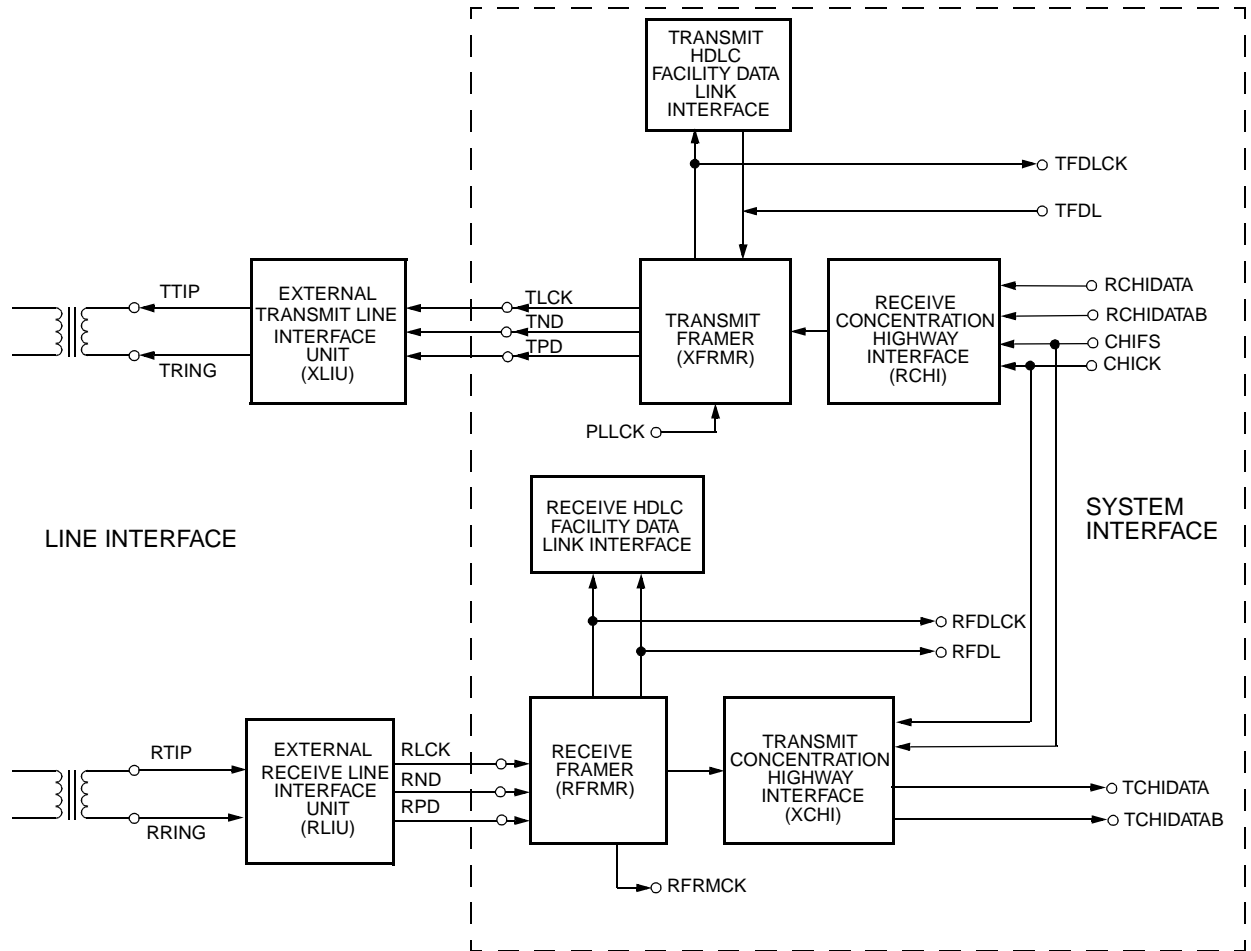 TRANSMIT
HDLC
FACILITY DATA
LINK
INTERFACE
TFDLCK
TFDL
TTIP
TRING
EXTERNAL
TRANSMIT LINE
INTERFACE
UNIT
(XLIU)
TLCK
TND
TPD
TRANSMIT
FRAMER
(XFRMR)
RECEIVE
CONCENTRATION
HIGHWAY
INTERFACE
(RCHI)
RCHIDATA
RCHIDATAB
CHIFS
CHICK
PLLCK
LINE INTERFACE
RECEIVE HDLC
FACILITY DATA
LINK INTERFACE
SYSTEM
INTERFACE
RFDLCK
RFDL
RTIP
RRING
EXTERNAL
RECEIVE LINE
INTERFACE
UNIT
(RLIU)
RLCK
RND
RPD
RECEIVE
FRAMER
(RFRMR)
TRANSMIT
CONCENTRATION
HIGHWAY
INTERFACE
(XCHI)
TCHIDATA
TCHIDATAB
RFRMCK